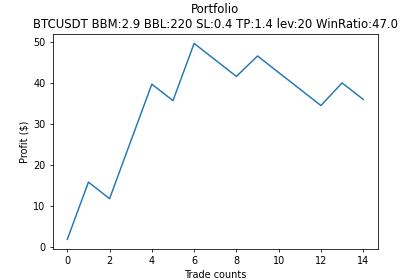 Portfolio
BTCUSDT BBM:2.9 BBL:220 SL:0.4 TP:1.4 lev:20 WinRatio:47.0
50
40
30
20
10
0
Profit ($)
0 2 4 6 8 10 12 14
Trade counts